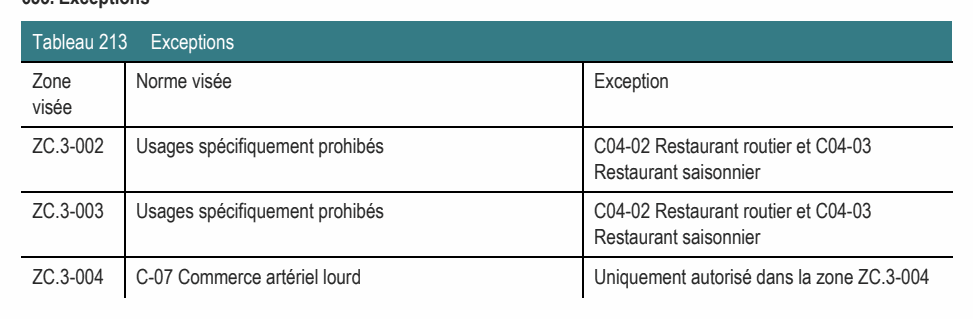 Tableau 213 Exceptions
Zone visée
Norme visée
Exception
ZC.3-002
Usages spécifiquement prohibés
C04-02 Restaurant routier et C04-03
Restaurant saisonnier
ZC.3-003
Usages spécifiquement prohibés
C04-02 Restaurant routier et C04-03
Restaurant saisonnier
ZC.3-004
C-07 Commerce artériel lourd
Uniquement autorisé dans la zone ZC.3-004